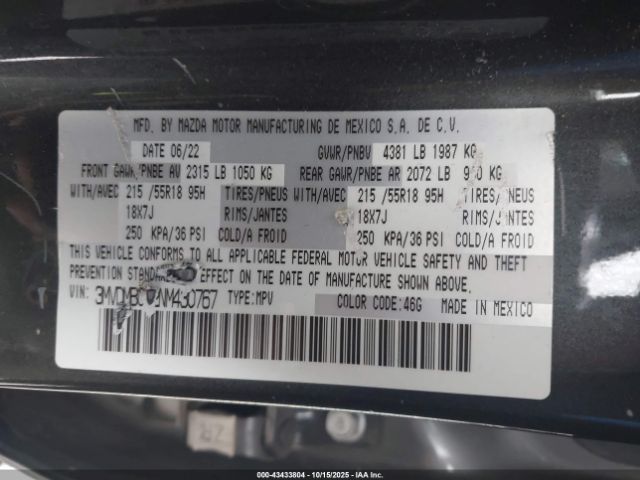 MFD. BY MAZDA MOTOR MANUFACTURING DE MEXICO S.A. DE C.V.
DATE 06/22 GVWR/PNBV 4381 LB 1987 KG
FRONT GAWR/PNBE AV 2315 LB 1050 KG REAR GAWR/PNBE AR 2072 LB KG
WITH/AVEC 215 /55R18 95H TIRES/PNEUS WITH/AVEC 215 /55R18 95H TIRES/PNEUS
18X7J RIMS/JANTES 18X7J RIMS/JANTES
250 KPA/36 PSI COLD/A FROID 250 KPA/36 PSI COLD/A FROID
THIS VEHICLE CONFORMS TO ALL APPLICABLE FEDERAL MOTOR VEHICLE SAFETY AND THEFT
PREVENTION EFFECT ON THE DATE OF MANUFACTURE SHOWN ABOVE.
VIN: TYPE:MPV COLOR CODE:46G MADE IN MEXICO
000-43433804 | 10/15/2025 | © IAA, Inc.